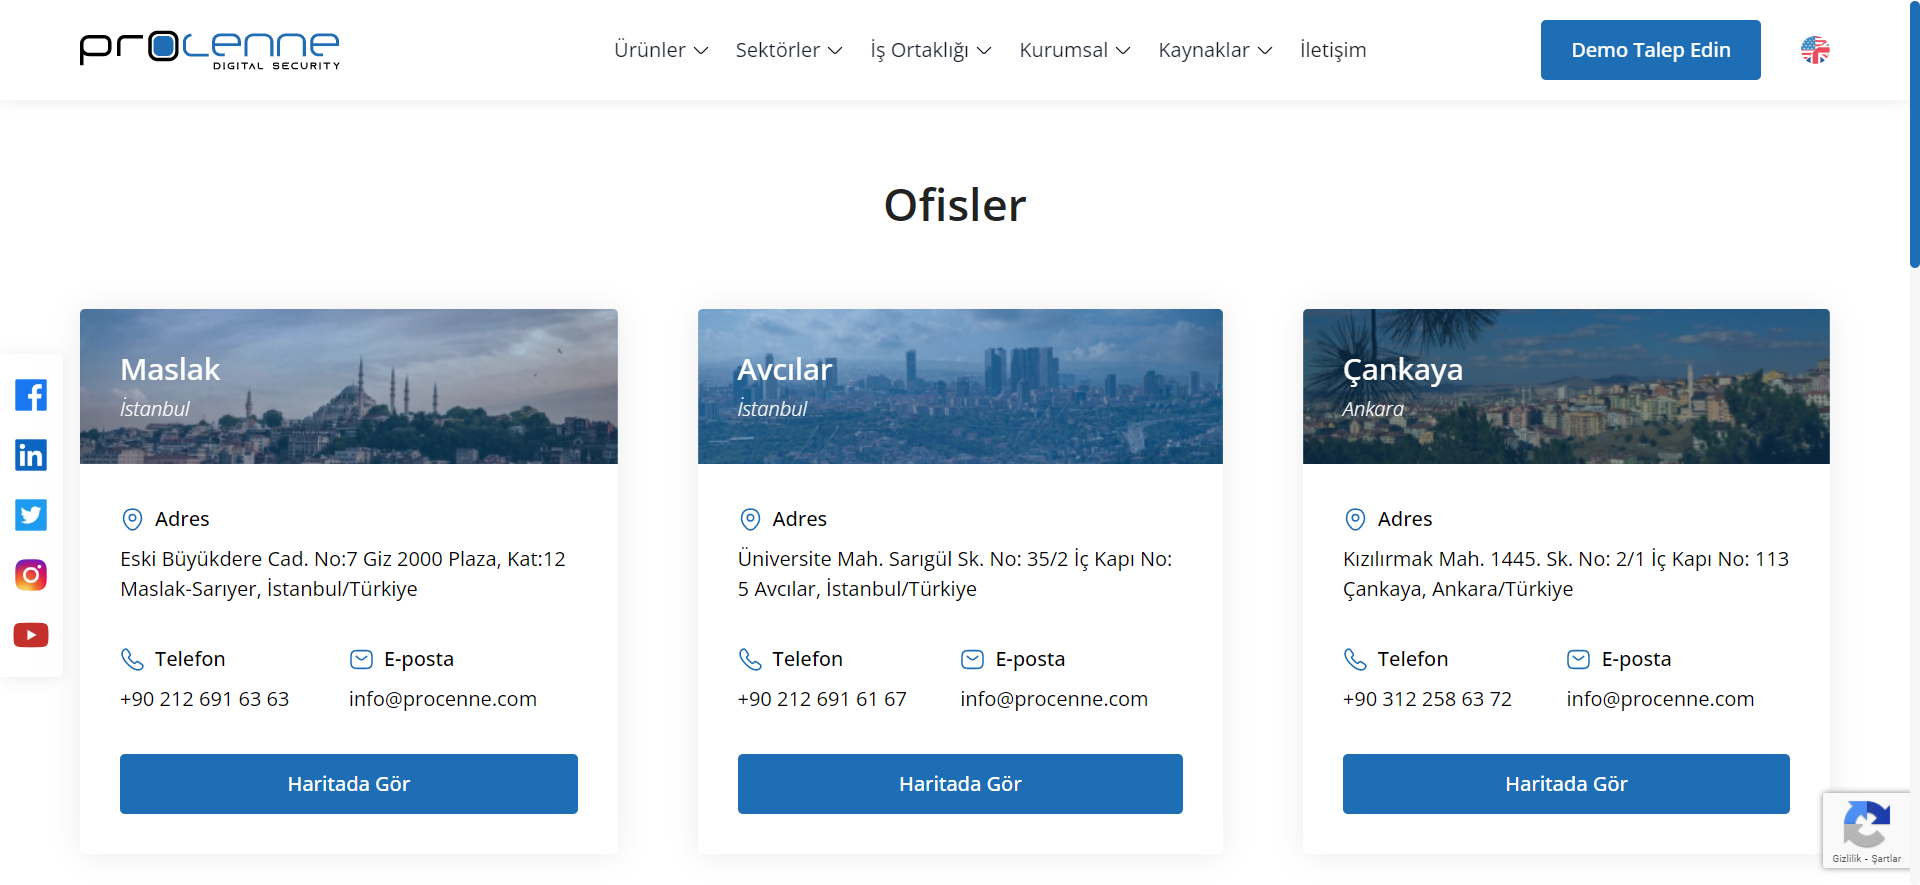 procenne
DIGITAL SECURITY
Ürünler
Sektörler
İş Ortaklığı
Kurumsal
Kaynaklar
İletişim
Demo Talep Edin
Ofisler
Maslak
İstanbul
Adres
Eski Büyükdere Cad. No:7 Giz 2000 Plaza, Kat:12
Maslak-Sarıyer, İstanbul/Türkiye
Telefon
+90 212 691 63 63
E-posta
info@procenne.com
Haritada Gör
Avcılar
İstanbul
Adres
Üniversite Mah. Sarıgül Sk. No: 35/2 İç Kapı No:
5 Avcılar, İstanbul/Türkiye
Telefon
+90 212 691 61 67
E-posta
info@procenne.com
Haritada Gör
Çankaya
Ankara
Adres
Kızılırmak Mah. 1445. Sk. No: 2/1 İç Kapı No: 113
Çankaya, Ankara/Türkiye
Telefon
+90 312 258 63 72
E-posta
info@procenne.com
Haritada Gör
Gizlilik - Şartlar